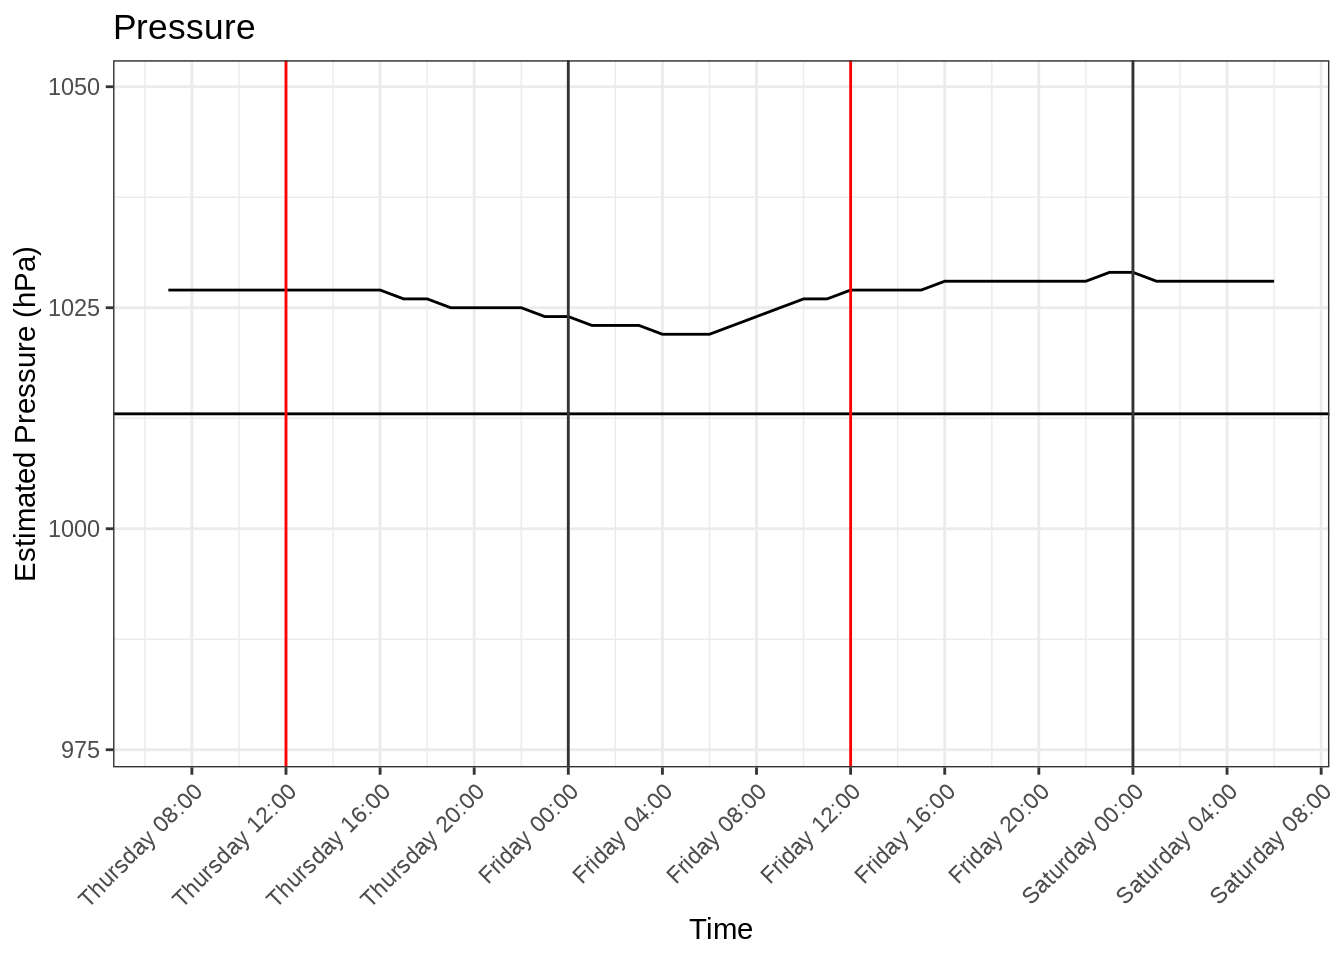 Pressure
Estimated Pressure (hPa)
1050
1025
1000
975
Thursday 08:00
Thursday 12:00
Thursday 16:00
Thursday 20:00
Friday 00:00
Friday 04:00
Friday 08:00
Friday 12:00
Friday 16:00
Friday 20:00
Saturday 00:00
Saturday 04:00
Saturday 08:00
Time